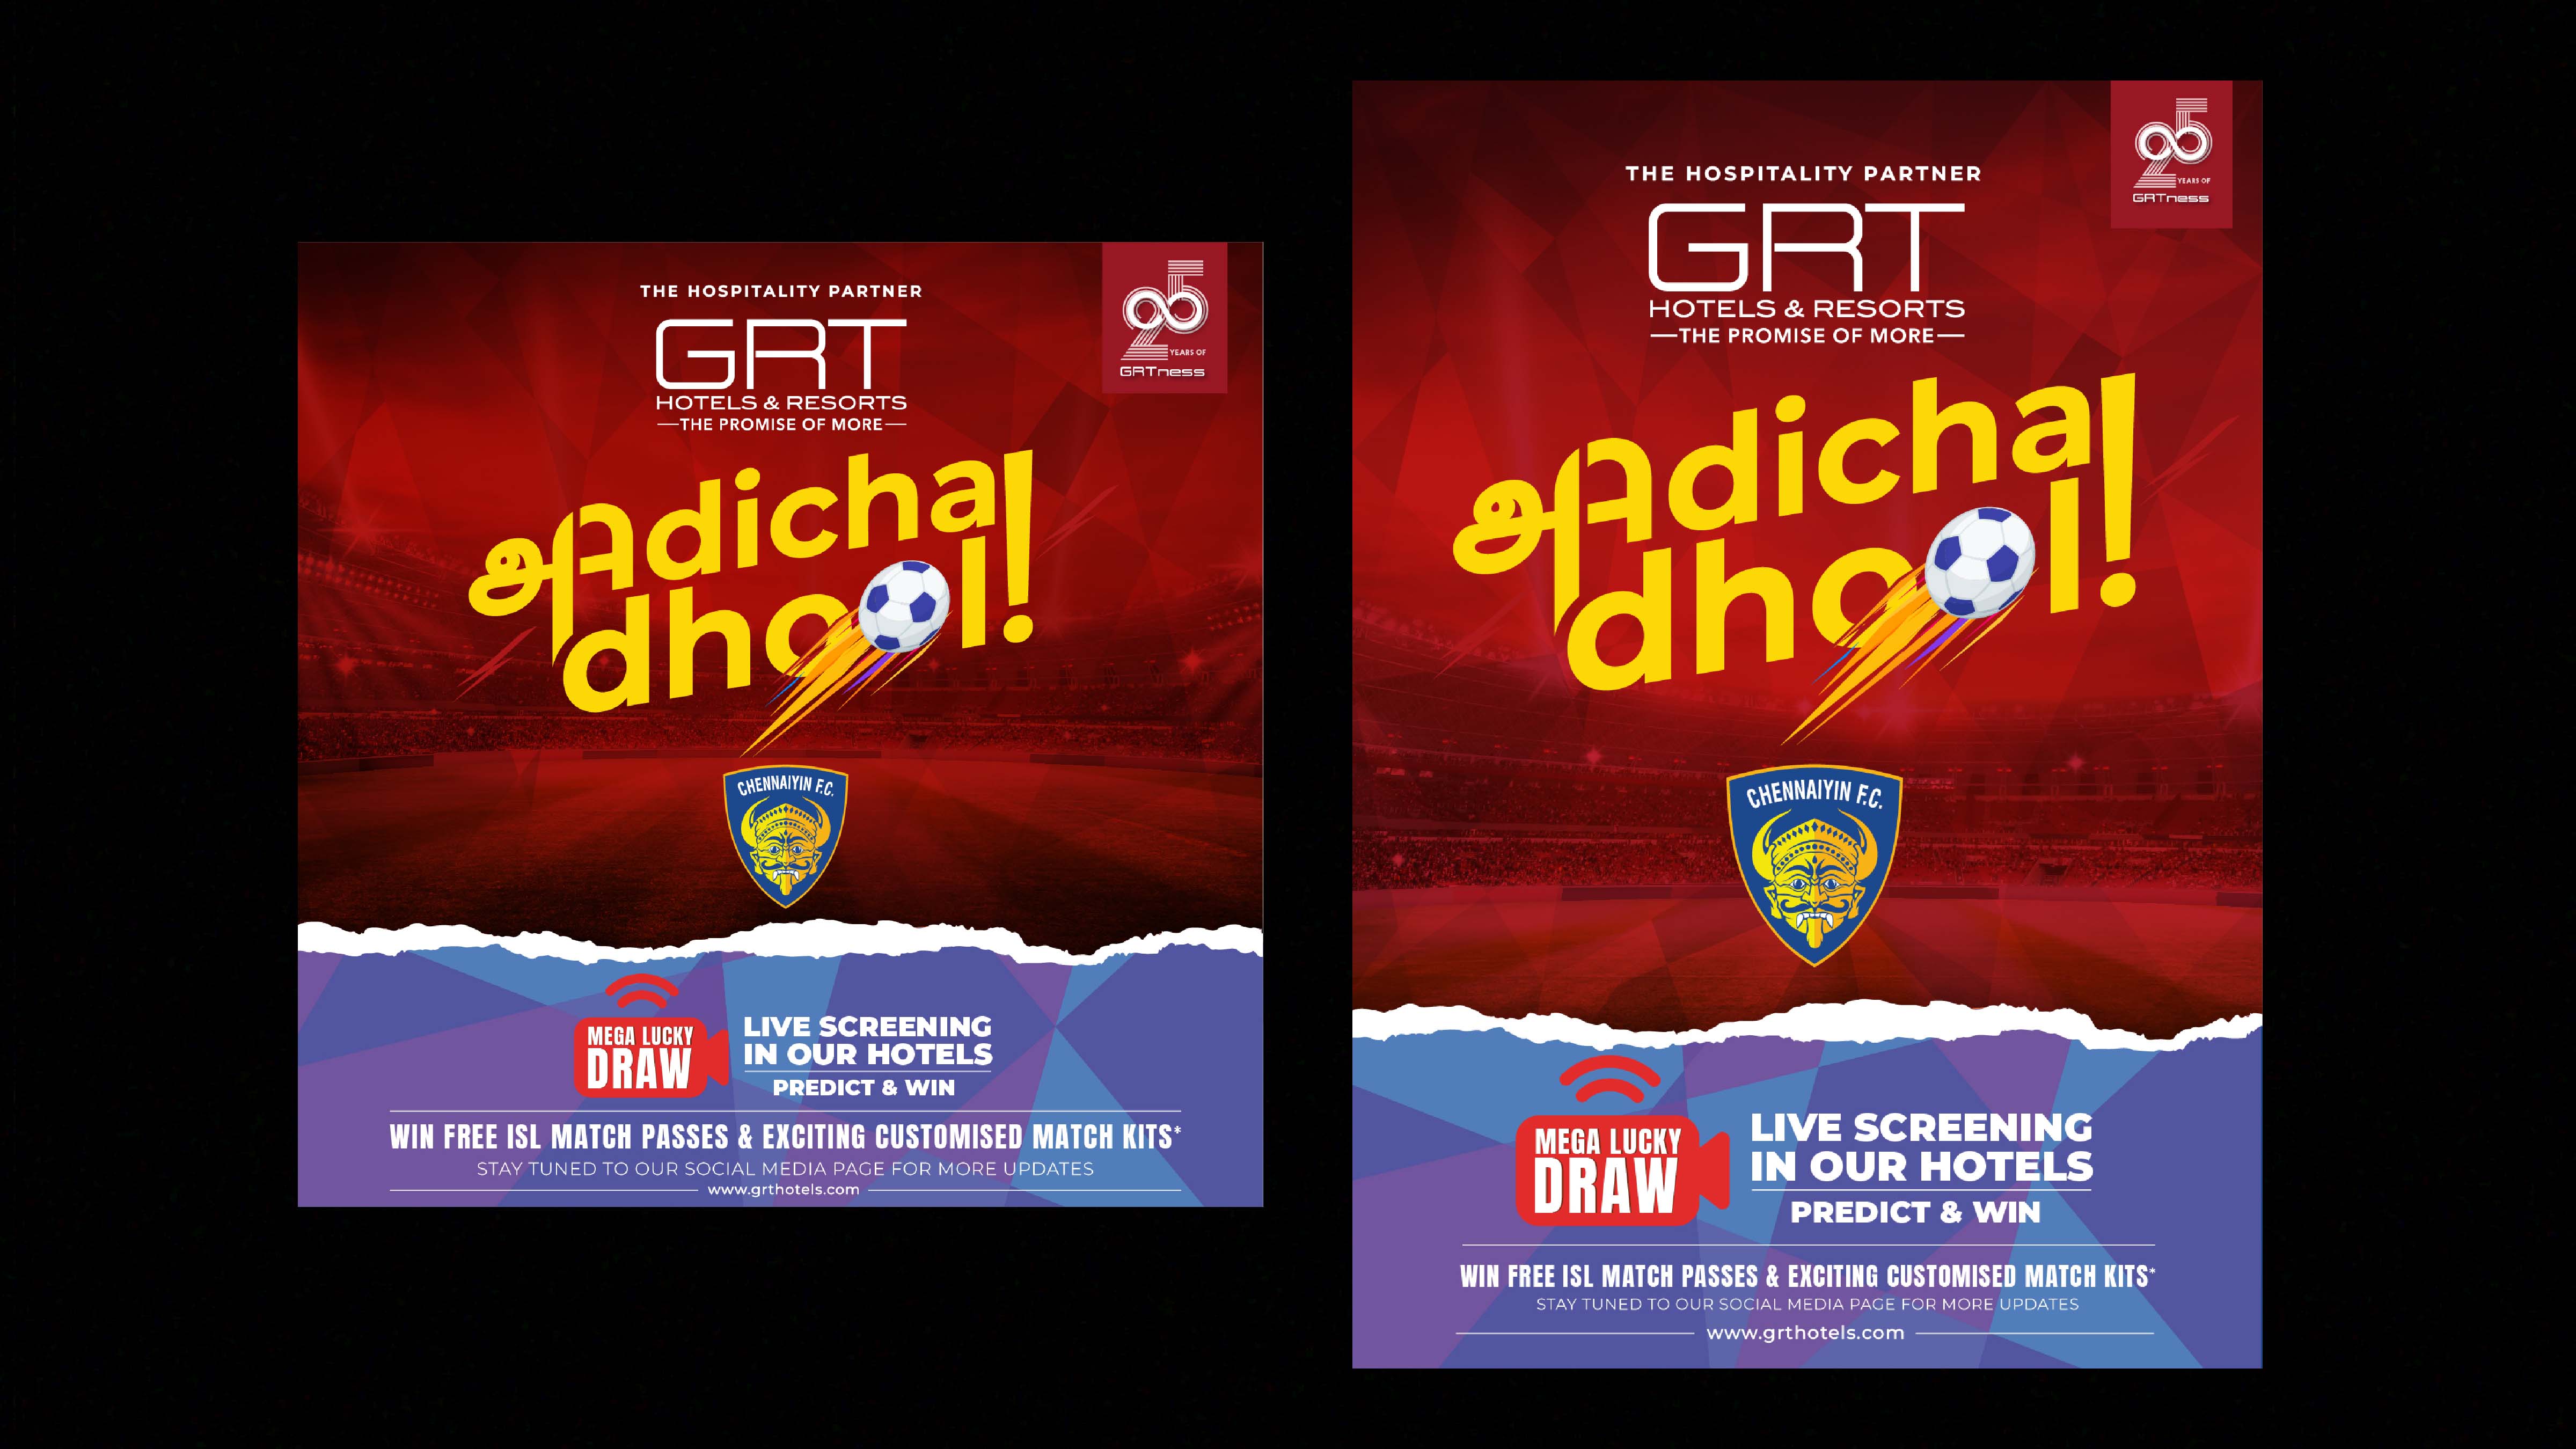 THE HOSPITALITY PARTNER
GRT
HOTELS & RESORTS
THE PROMISE OF MORE
25
YEARS OF
GRTness
அAdicha
dhool!
CHENNAIYIN F.C.
MEGA LUCKY
DRAW
LIVE SCREENING
IN OUR HOTELS
PREDICT & WIN
WIN FREE ISL MATCH PASSES & EXCITING CUSTOMISED MATCH KITS*
STAY TUNED TO OUR SOCIAL MEDIA PAGE FOR MORE UPDATES
www.grthotels.com
THE HOSPITALITY PARTNER
GRT
HOTELS & RESORTS
THE PROMISE OF MORE
25
YEARS OF
GRTness
அAdicha
dhool!
CHENNAIYIN F.C.
MEGA LUCKY
DRAW
LIVE SCREENING
IN OUR HOTELS
PREDICT & WIN
WIN FREE ISL MATCH PASSES & EXCITING CUSTOMISED MATCH KITS*
STAY TUNED TO OUR SOCIAL MEDIA PAGE FOR MORE UPDATES
www.grthotels.com